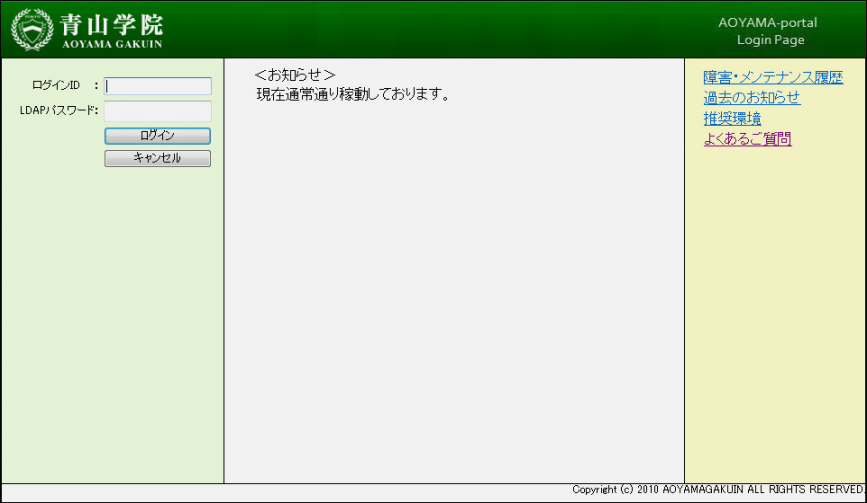 青山学院
AOYAMA GAKUIN
AOYAMA-portal
Login Page
ログインID :
LDAPパスワード:
ログイン
キャンセル
＜お知らせ＞
現在通常通り稼動しております。
障害・メンテナンス履歴
過去のお知らせ
推奨環境
よくあるご質問
Copyright (c) 2010 AOYAMAGAKUIN ALL RIGHTS RESERVED